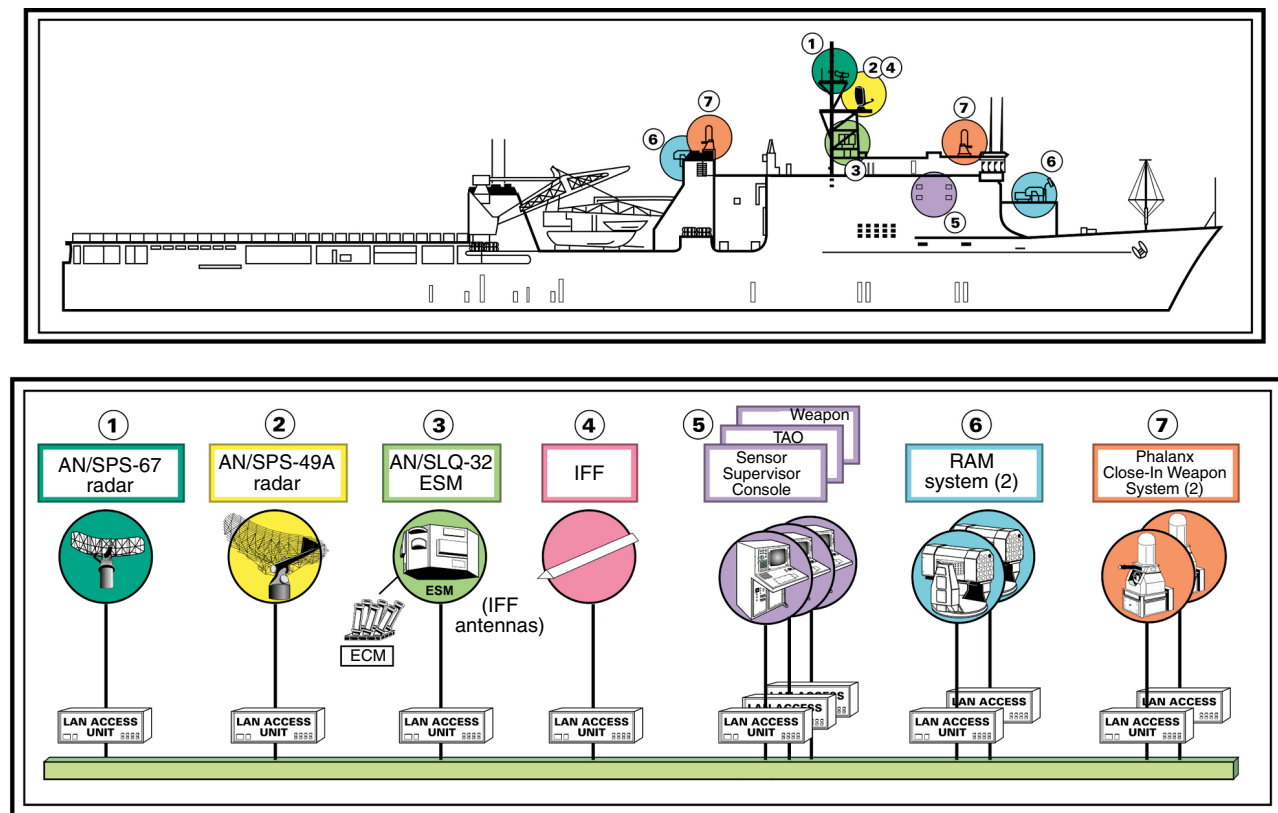 1
2 4
7
7
6
6
3
5
1
2
3
4
5
6
7
AN/SPS-67
radar
AN/SPS-49A
radar
AN/SLQ-32
ESM
IFF
Weapon
TAO
Sensor
Supervisor
Console
RAM
system (2)
Phalanx
Close-In Weapon
System (2)
ESM
(IFF
antennas)
ECM
LAN ACCESS
UNIT
LAN ACCESS
UNIT
LAN ACCESS
UNIT
LAN ACCESS
UNIT
LAN ACCESS
LAN ACCESS
LAN ACCESS
UNIT
LAN ACCESS
LAN ACCESS
UNIT
LAN ACCESS
LAN ACCESS
UNIT